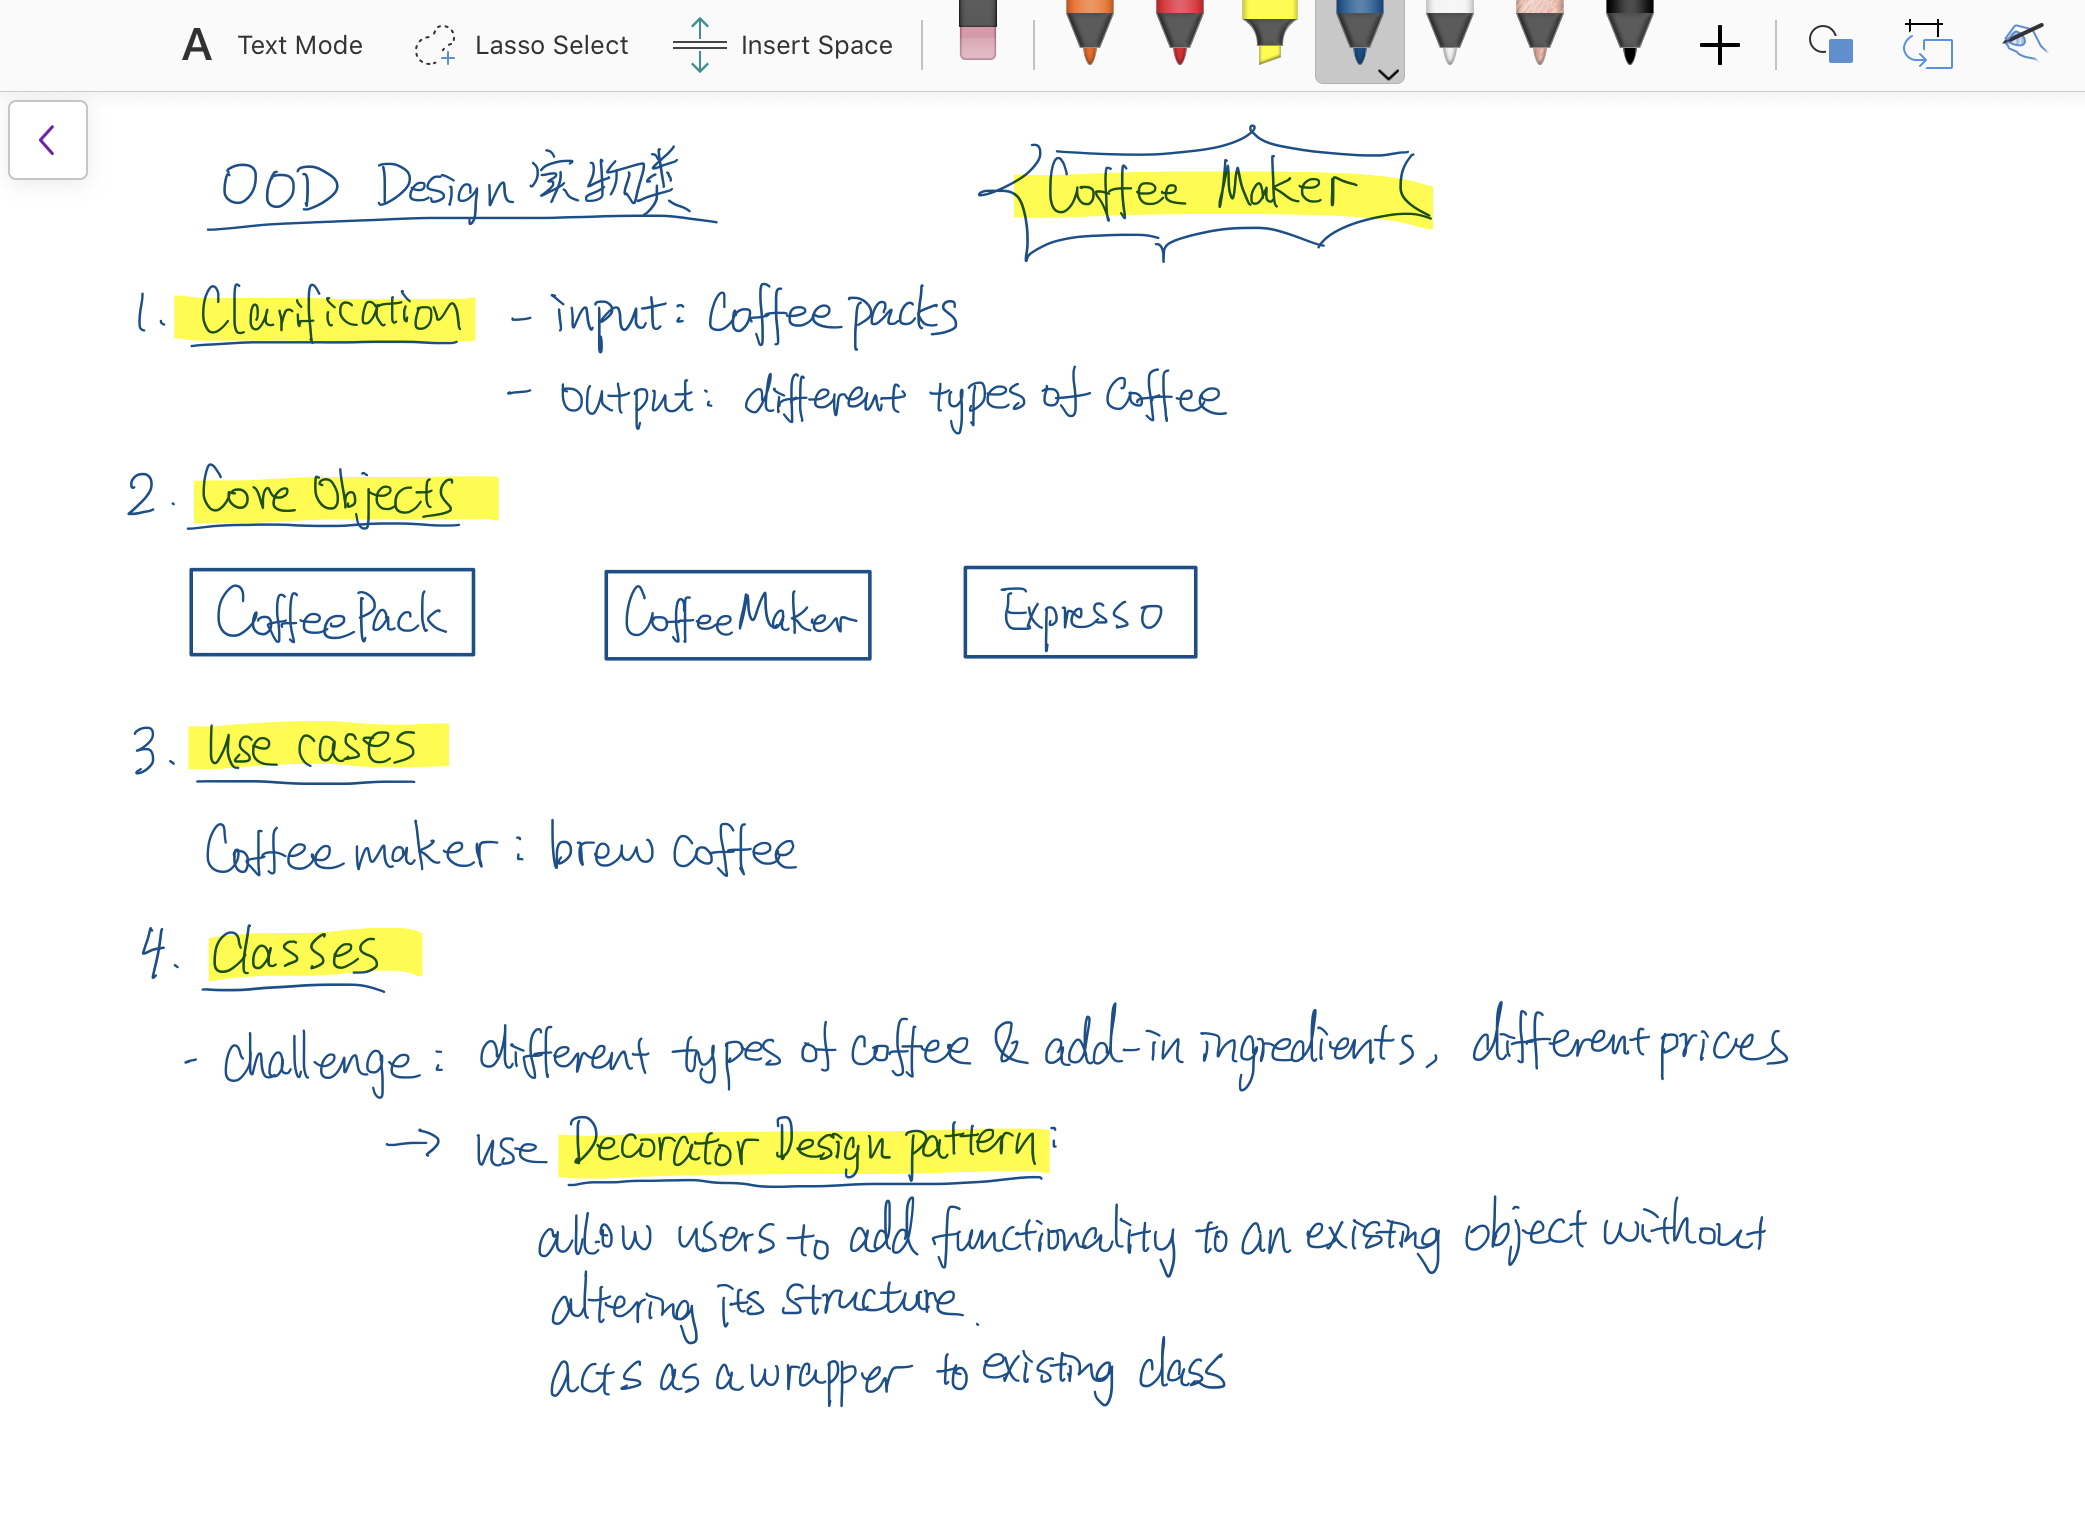 Text Mode Lasso Select Insert Space
OOD Design 实物类 Coffee Maker
1. Clarification - input: Coffee packs
- output: different types of coffee
2. Core Objects
CoffeePack CoffeeMaker Expresso
3. Use cases
Coffee maker: brew coffee
4. Classes
- challenge: different types of coffee & add-in ingredients, different prices
→ use Decorator Design pattern:
allow users to add functionality to an existing object without
altering its structure.
acts as a wrapper to existing class